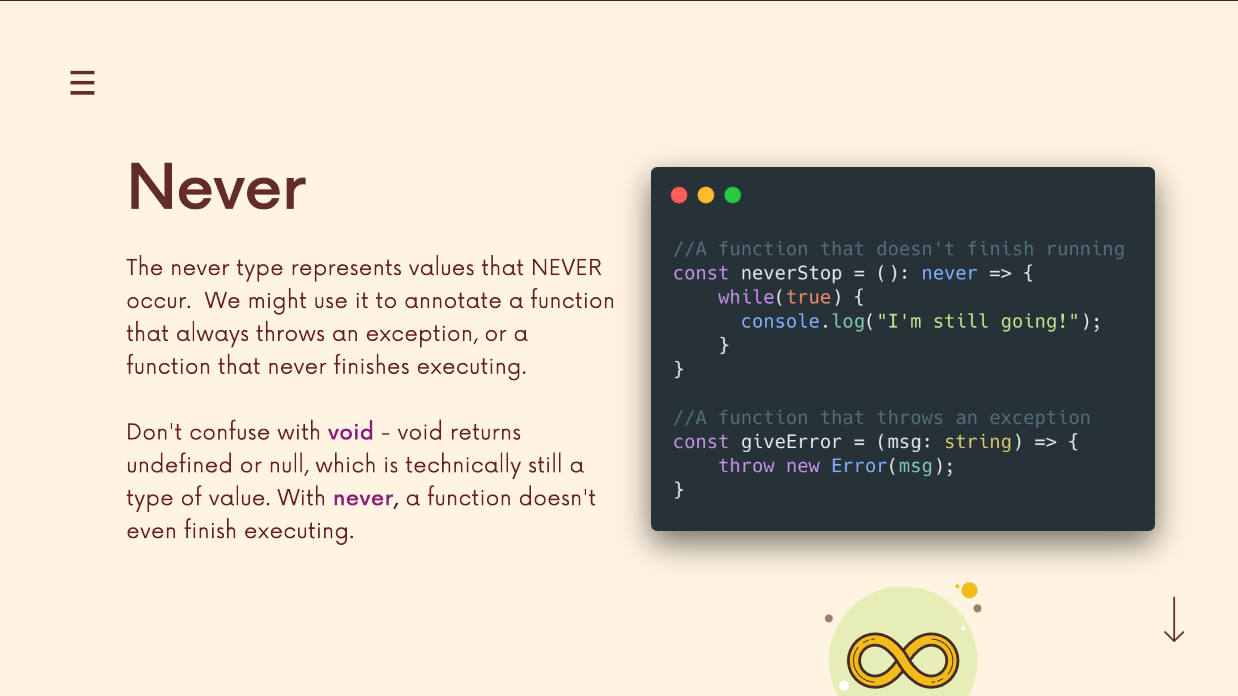 Never
The never type represents values that NEVER
occur.  We might use it to annotate a function
that always throws an exception, or a
function that never finishes executing.
Don't confuse with void - void returns
undefined or null, which is technically still a
type of value. With never, a function doesn't
even finish executing.
//A function that doesn't finish running
const neverStop = (): never => {
    while(true) {
      console.log("I'm still going!");
    }
}
//A function that throws an exception
const giveError = (msg: string) => {
    throw new Error(msg);
}